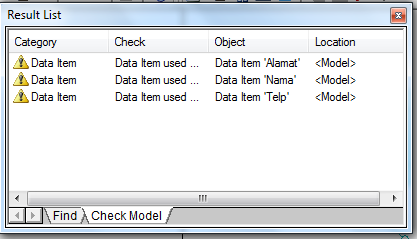 Result List
Category Check Object Location
Data Item Data Item used ... Data Item 'Alamat' <Model>
Data Item Data Item used ... Data Item 'Nama' <Model>
Data Item Data Item used ... Data Item 'Telp' <Model>
Find Check Model